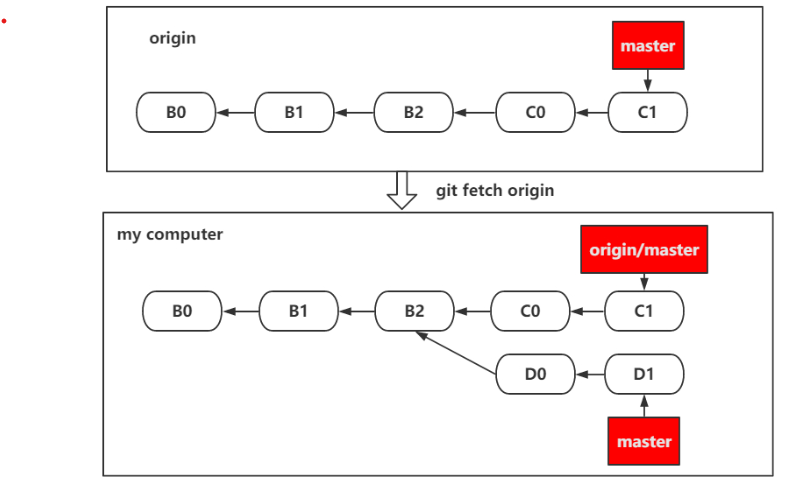 origin
master
B0 B1 B2 C0 C1
git fetch origin
my computer
origin/master
B0 B1 B2 C0 C1
D0 D1
master